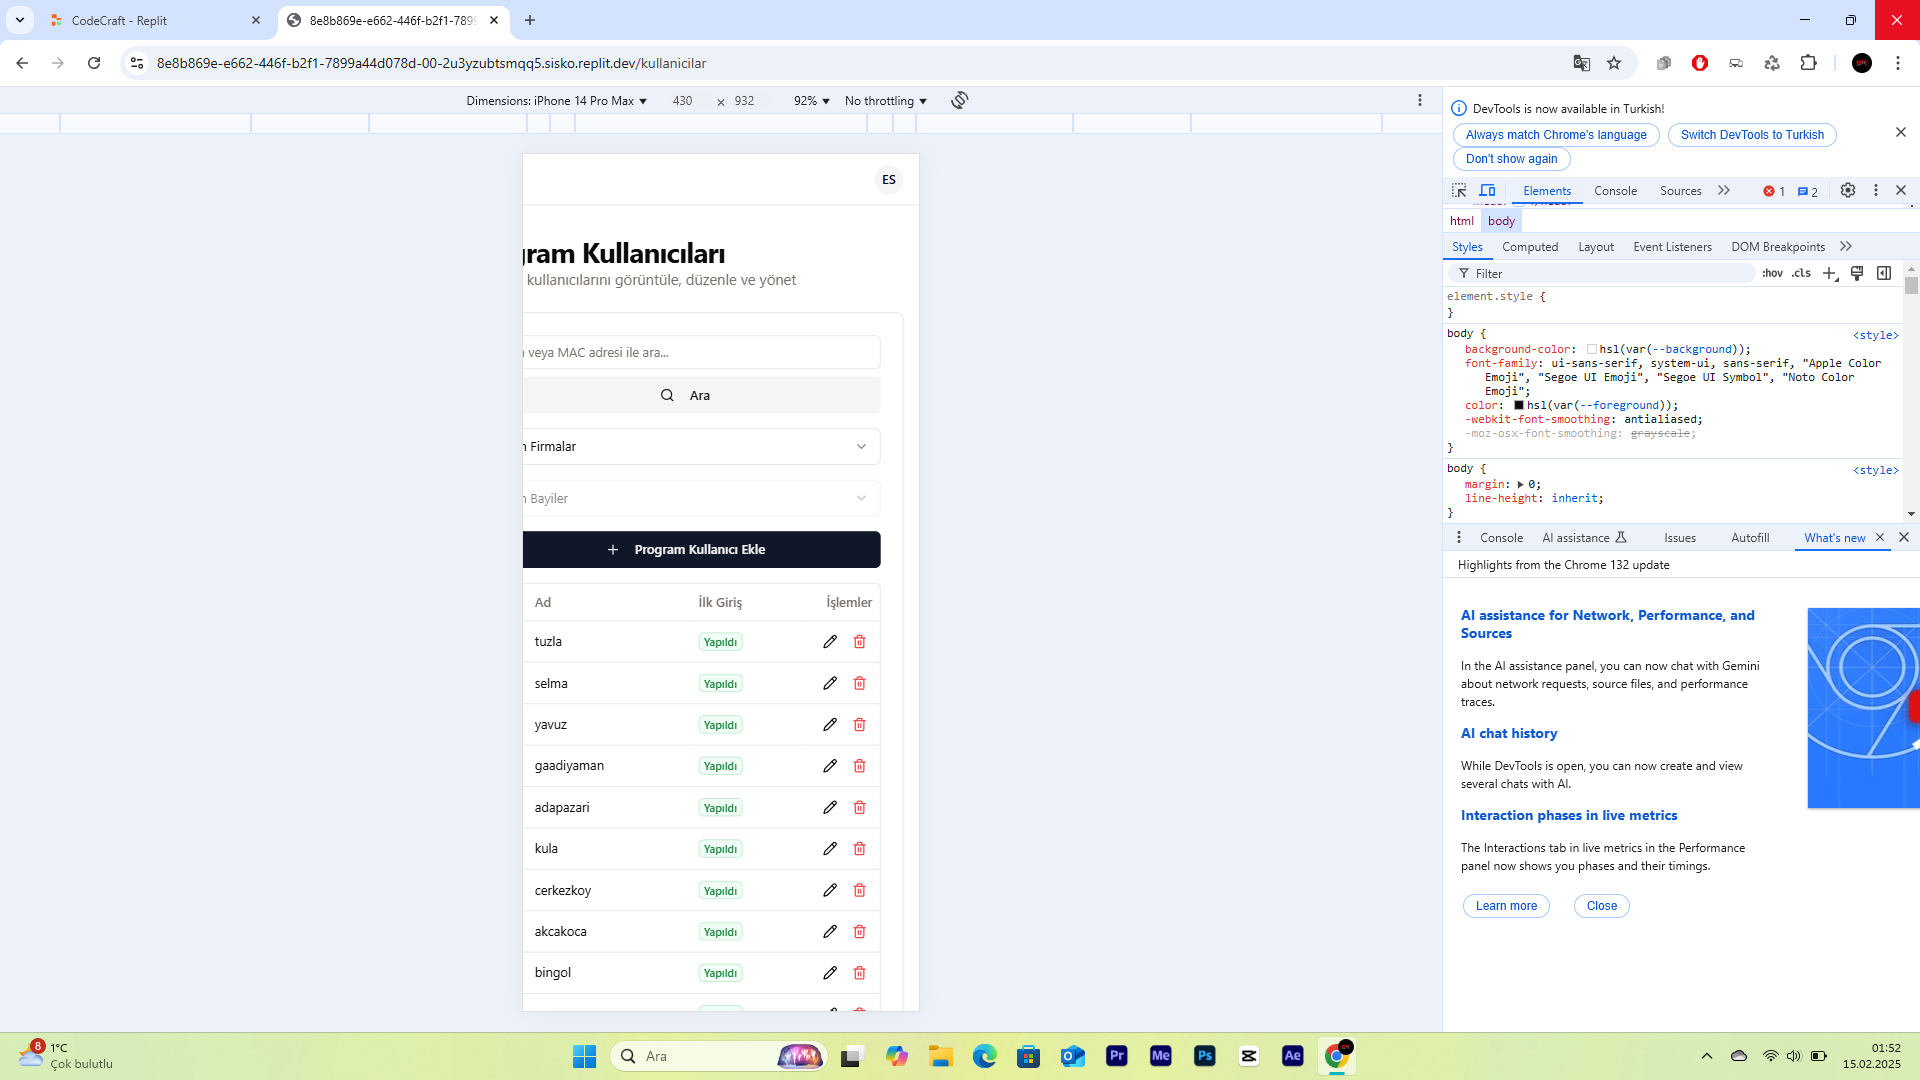 CodeCraft - Replit
8e8b869e-e662-446f-b2f1-789
8e8b869e-e662-446f-b2f1-7899a44d078d-00-2u3yzubtsmqq5.sisko.replit.dev/kullanicilar
Dimensions: iPhone 14 Pro Max ▼ 430 × 932 92% ▼ No throttling ▼
ES
gram Kullanıcıları
kullanıcılarını görüntüle, düzenle ve yönet
veya MAC adresi ile ara...
Ara
Firmalar
Bayiler
+ Program Kullanıcı Ekle
Ad İlk Giriş İşlemler
tuzla Yapıldı
selma Yapıldı
yavuz Yapıldı
gaadiyaman Yapıldı
adapazari Yapıldı
kula Yapıldı
cerkezkoy Yapıldı
akcakoca Yapıldı
bingol Yapıldı
DevTools is now available in Turkish!
Always match Chrome's language
Switch DevTools to Turkish
Don't show again
Elements Console Sources 1 2
html body
Styles Computed Layout Event Listeners DOM Breakpoints
Filter :hov .cls
element.style {
}
body { <style>
background-color: hsl(var(--background));
font-family: ui-sans-serif, system-ui, sans-serif, "Apple Color
Emoji", "Segoe UI Emoji", "Segoe UI Symbol", "Noto Color
Emoji";
color: hsl(var(--foreground));
-webkit-font-smoothing: antialiased;
-moz-osx-font-smoothing: grayscale;
}
body { <style>
margin: 0;
line-height: inherit;
}
Console AI assistance Issues Autofill What's new
Highlights from the Chrome 132 update
AI assistance for Network, Performance, and
Sources
In the AI assistance panel, you can now chat with Gemini
about network requests, source files, and performance
traces.
AI chat history
While DevTools is open, you can now create and view
several chats with AI.
Interaction phases in live metrics
The Interactions tab in live metrics in the Performance
panel now shows you phases and their timings.
Learn more Close
8
1°C
Çok bulutlu
Ara
Pr Me Ps Ae
01:52
15.02.2025